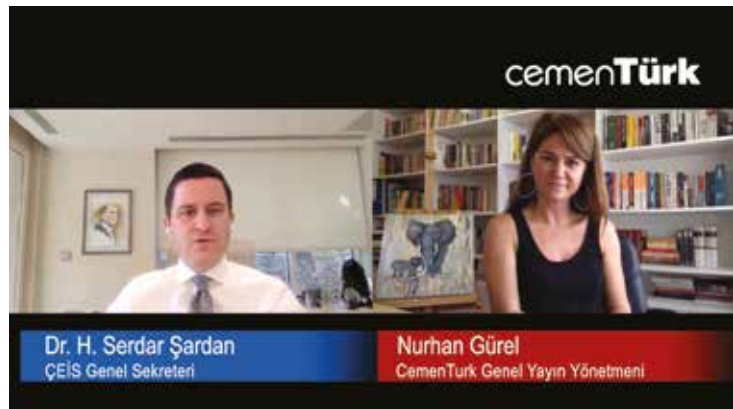 cemenTürk
Dr. H. Serdar Şardan
ÇEİS Genel Sekreteri
Nurhan Gürel
CemenTurk Genel Yayın Yönetmeni